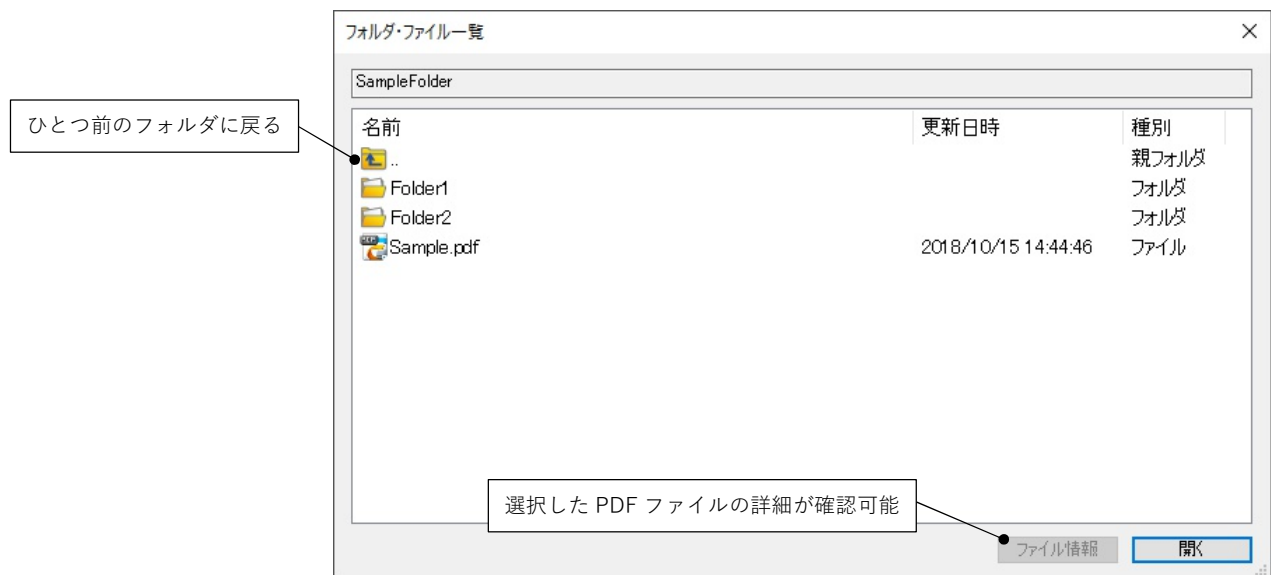 フォルダ・ファイル一覧
SampleFolder
ひとつ前のフォルダに戻る
名前 更新日時 種別
.. 親フォルダ
Folder1 フォルダ
Folder2 フォルダ
Sample.pdf 2018/10/15 14:44:46 ファイル
選択した PDF ファイルの詳細が確認可能
ファイル情報 開く